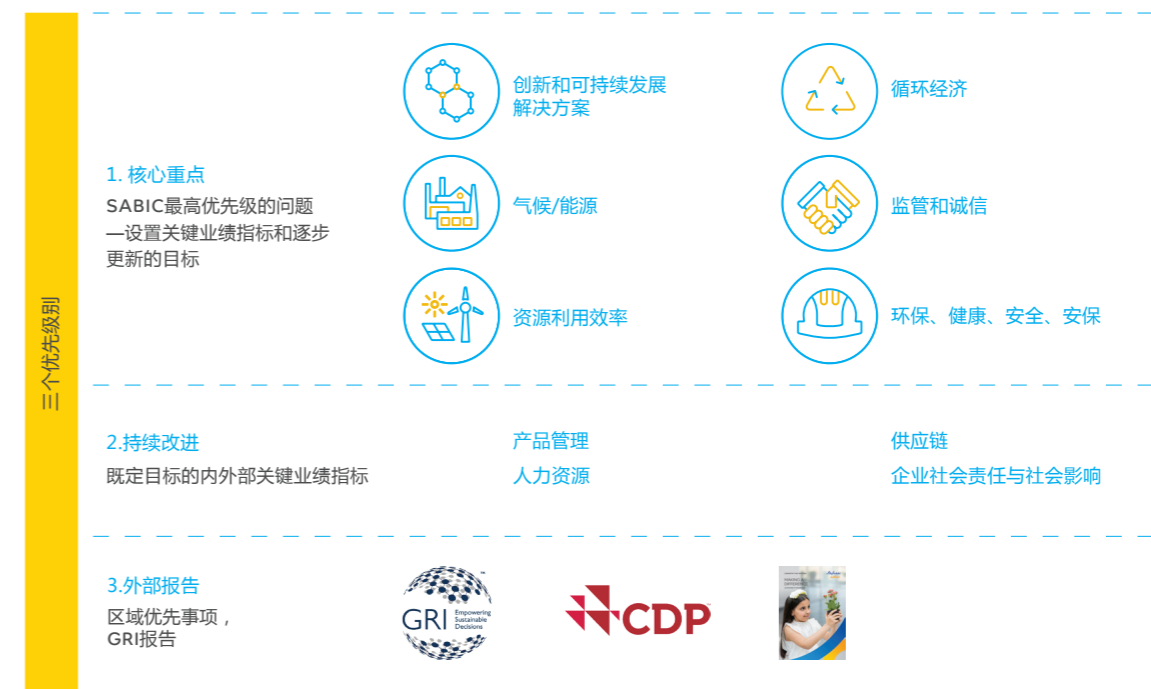 三个优先级别
1. 核心重点
SABIC最高优先级的问题
—设置关键业绩指标和逐步
更新的目标
创新和可持续发展
解决方案
循环经济
气候/能源
监管和诚信
资源利用效率
环保、健康、安全、安保
2.持续改进
既定目标的内外部关键业绩指标
产品管理
人力资源
供应链
企业社会责任与社会影响
3.外部报告
区域优先事项，
GRI报告
GRI
Empowering
Sustainable
Decisions
CDP